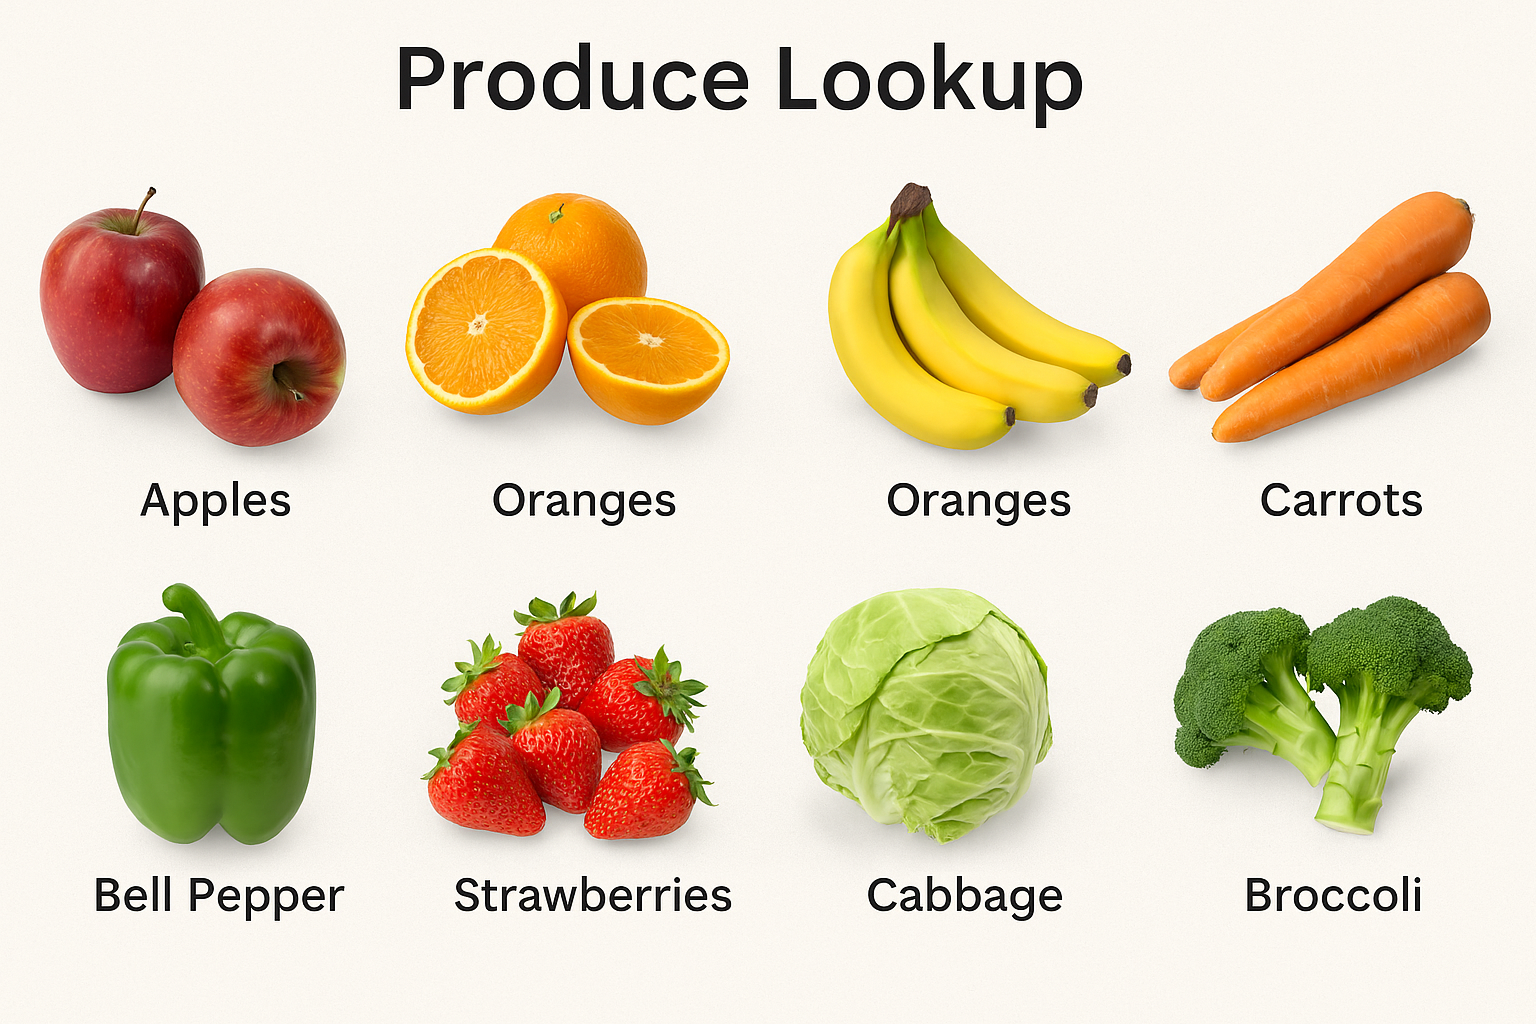 Produce Lookup
Apples
Oranges
Oranges
Carrots
Bell Pepper
Strawberries
Cabbage
Broccoli